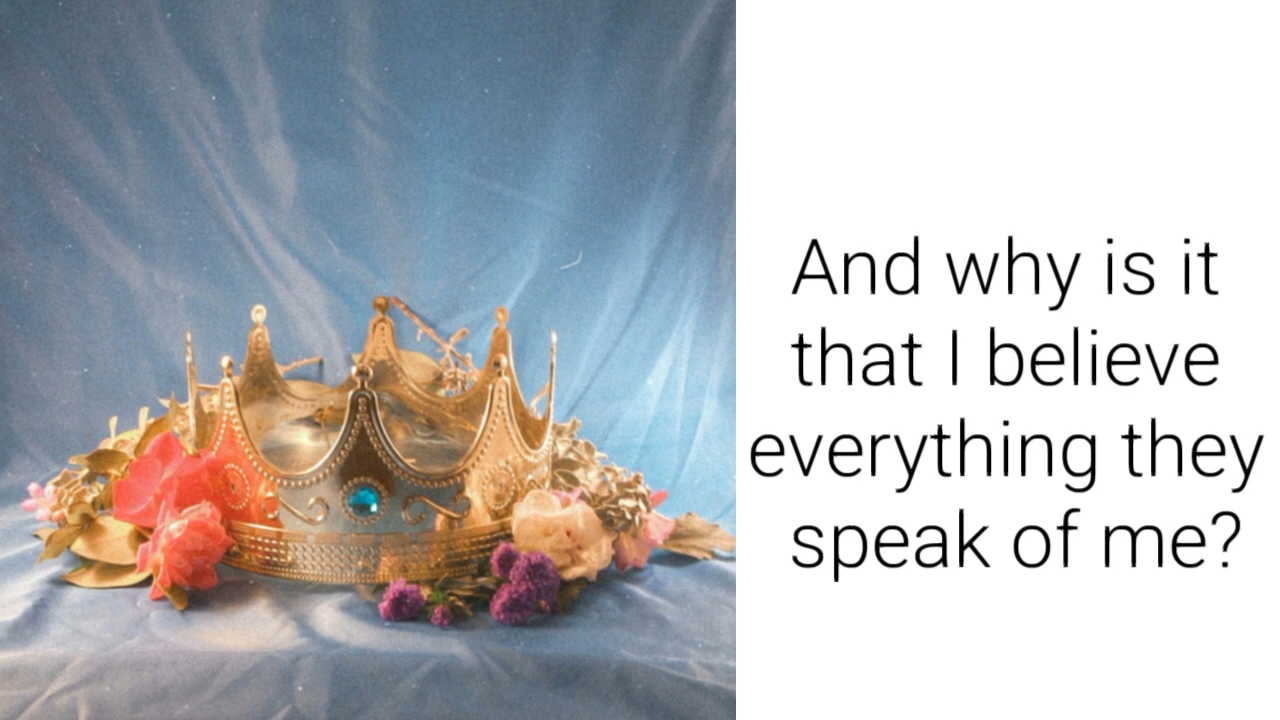 And why is it
that I believe
everything they
speak of me?